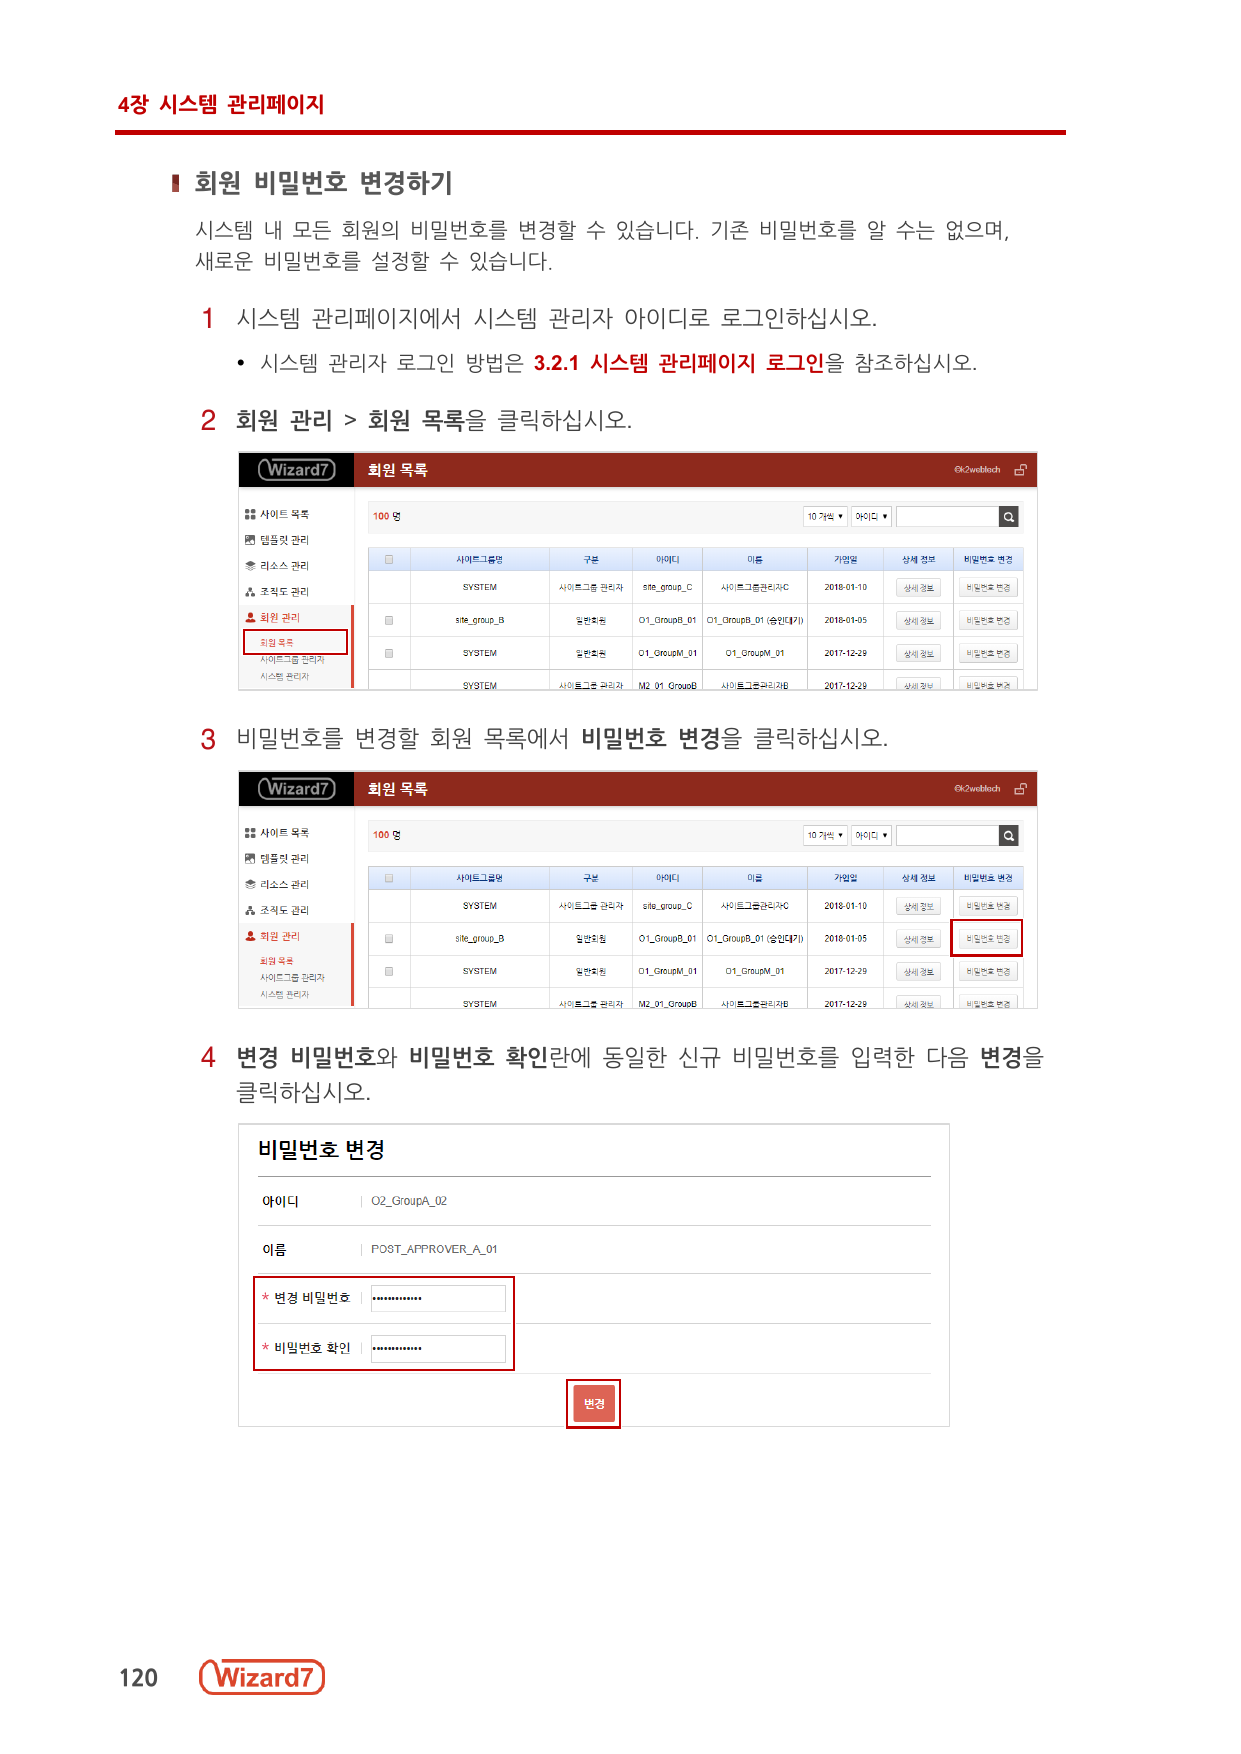 4장 시스템 관리페이지
회원 비밀번호 변경하기
시스템 내 모든 회원의 비밀번호를 변경할 수 있습니다. 기존 비밀번호를 알 수는 없으며,
새로운 비밀번호를 설정할 수 있습니다.
1 시스템 관리페이지에서 시스템 관리자 아이디로 로그인하십시오.
• 시스템 관리자 로그인 방법은 3.2.1 시스템 관리페이지 로그인을 참조하십시오.
2 회원 관리 > 회원 목록을 클릭하십시오.
Wizard7 회원 목록 k2webtech
사이트 목록 100 명 10 개씩 ▼ 아이디 ▼
템플릿 관리
리소스 관리 사이트그룹명 구분 아이디 이름 가입일 상세 정보 비밀번호 변경
조직도 관리 SYSTEM 사이트그룹 관리자 site_group_C 사이트그룹관리자C 2018-01-10 상세 정보 비밀번호 변경
회원 관리 site_group_B 일반회원 O1_GroupB_01 O1_GroupB_01 (승인대기) 2018-01-05 상세 정보 비밀번호 변경
회원 목록
사이트그룹 관리자 SYSTEM 일반회원 O1_GroupM_01 O1_GroupM_01 2017-12-29 상세 정보 비밀번호 변경
시스템 관리자 SYSTEM 사이트그룹 관리자 M2_01_GroupB 사이트그룹관리자B 2017-12-29 상세 정보 비밀번호 변경
3 비밀번호를 변경할 회원 목록에서 비밀번호 변경을 클릭하십시오.
Wizard7 회원 목록 k2webtech
사이트 목록 100 명 10 개씩 ▼ 아이디 ▼
템플릿 관리
리소스 관리 사이트그룹명 구분 아이디 이름 가입일 상세 정보 비밀번호 변경
조직도 관리 SYSTEM 사이트그룹 관리자 site_group_C 사이트그룹관리자C 2018-01-10 상세 정보 비밀번호 변경
회원 관리 site_group_B 일반회원 O1_GroupB_01 O1_GroupB_01 (승인대기) 2018-01-05 상세 정보 비밀번호 변경
회원 목록
사이트그룹 관리자 SYSTEM 일반회원 O1_GroupM_01 O1_GroupM_01 2017-12-29 상세 정보 비밀번호 변경
시스템 관리자 SYSTEM 사이트그룹 관리자 M2_01_GroupB 사이트그룹관리자B 2017-12-29 상세 정보 비밀번호 변경
4 변경 비밀번호와 비밀번호 확인란에 동일한 신규 비밀번호를 입력한 다음 변경을
클릭하십시오.
비밀번호 변경
아이디 O2_GroupA_02
이름 POST_APPROVER_A_01
* 변경 비밀번호 •••••••••••••
* 비밀번호 확인 •••••••••••••
변경
120 Wizard7